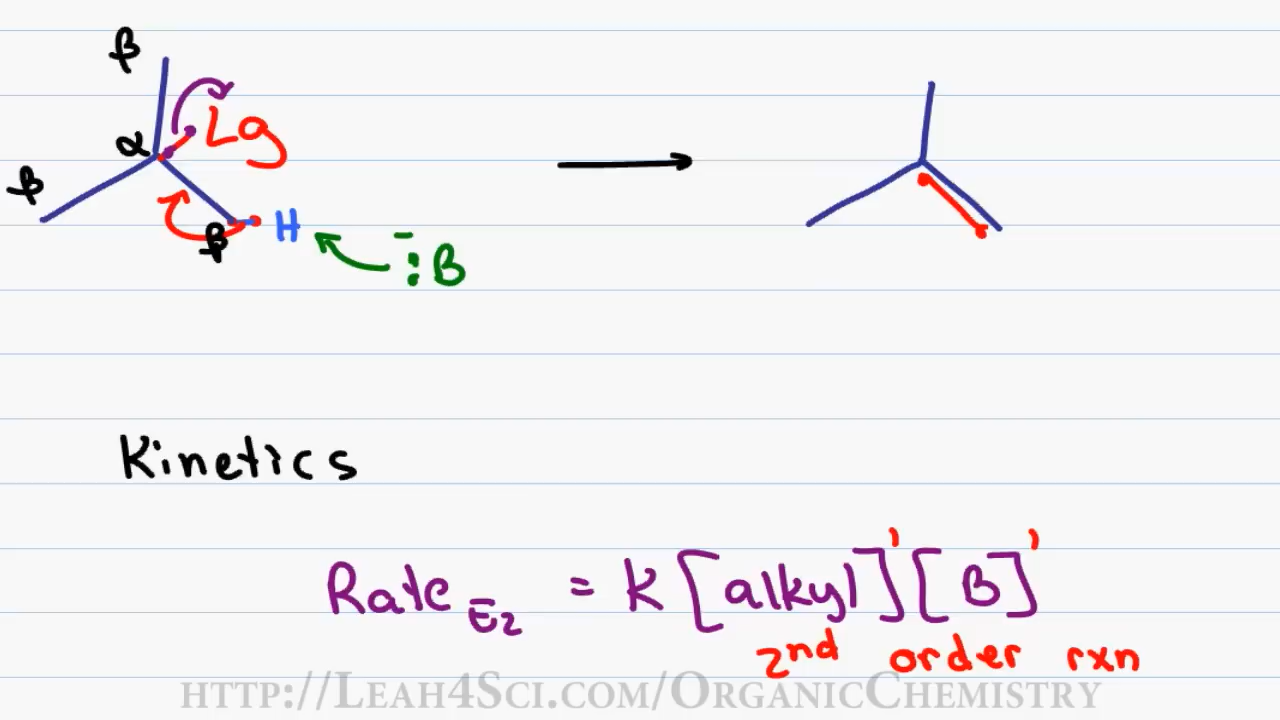 β
α Lg
β
β H
:B⁻
Kinetics
Rate E2 = K [alkyl]¹ [B]¹
2nd order rxn
HTTP://LEAH4SCI.COM/ORGANICCHEMISTRY